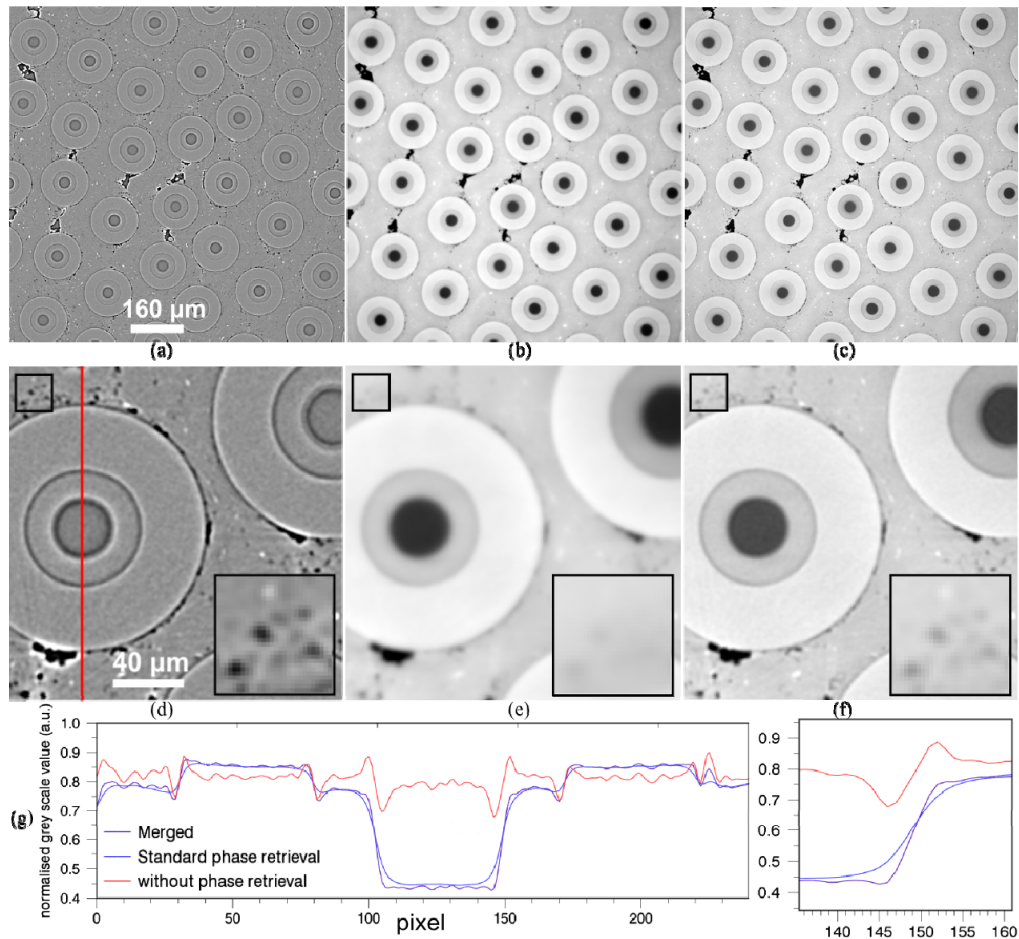 160 µm
(a)
(b)
(c)
40 µm
(d)
(e)
(f)
(g)
normalised grey scale value (a.u.)
1.0
0.9
0.8
0.7
0.6
0.5
0.4
Merged
Standard phase retrieval
without phase retrieval
0
50
100
150
200
pixel
0.9
0.8
0.7
0.6
0.5
0.4
135
140
145
150
155
160